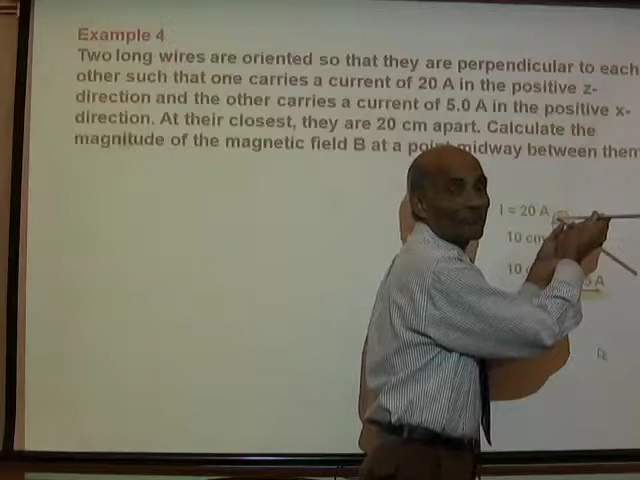 Example 4
Two long wires are oriented so that they are perpendicular to each
other such that one carries a current of 20 A in the positive z-
direction and the other carries a current of 5.0 A in the positive x-
direction. At their closest, they are 20 cm apart. Calculate the
magnitude of the magnetic field B at a point midway between them
I = 20 A
10 cm
10
A